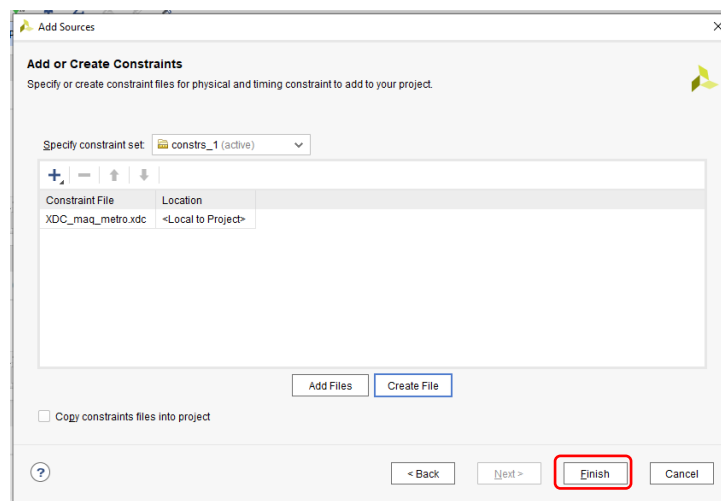 Add Sources
Add or Create Constraints
Specify or create constraint files for physical and timing constraint to add to your project.
Specify constraint set: constrs_1 (active)
Constraint File Location
XDC_maq_metro.xdc <Local to Project>
Add Files Create File
Copy constraints files into project
? < Back Next > Finish Cancel